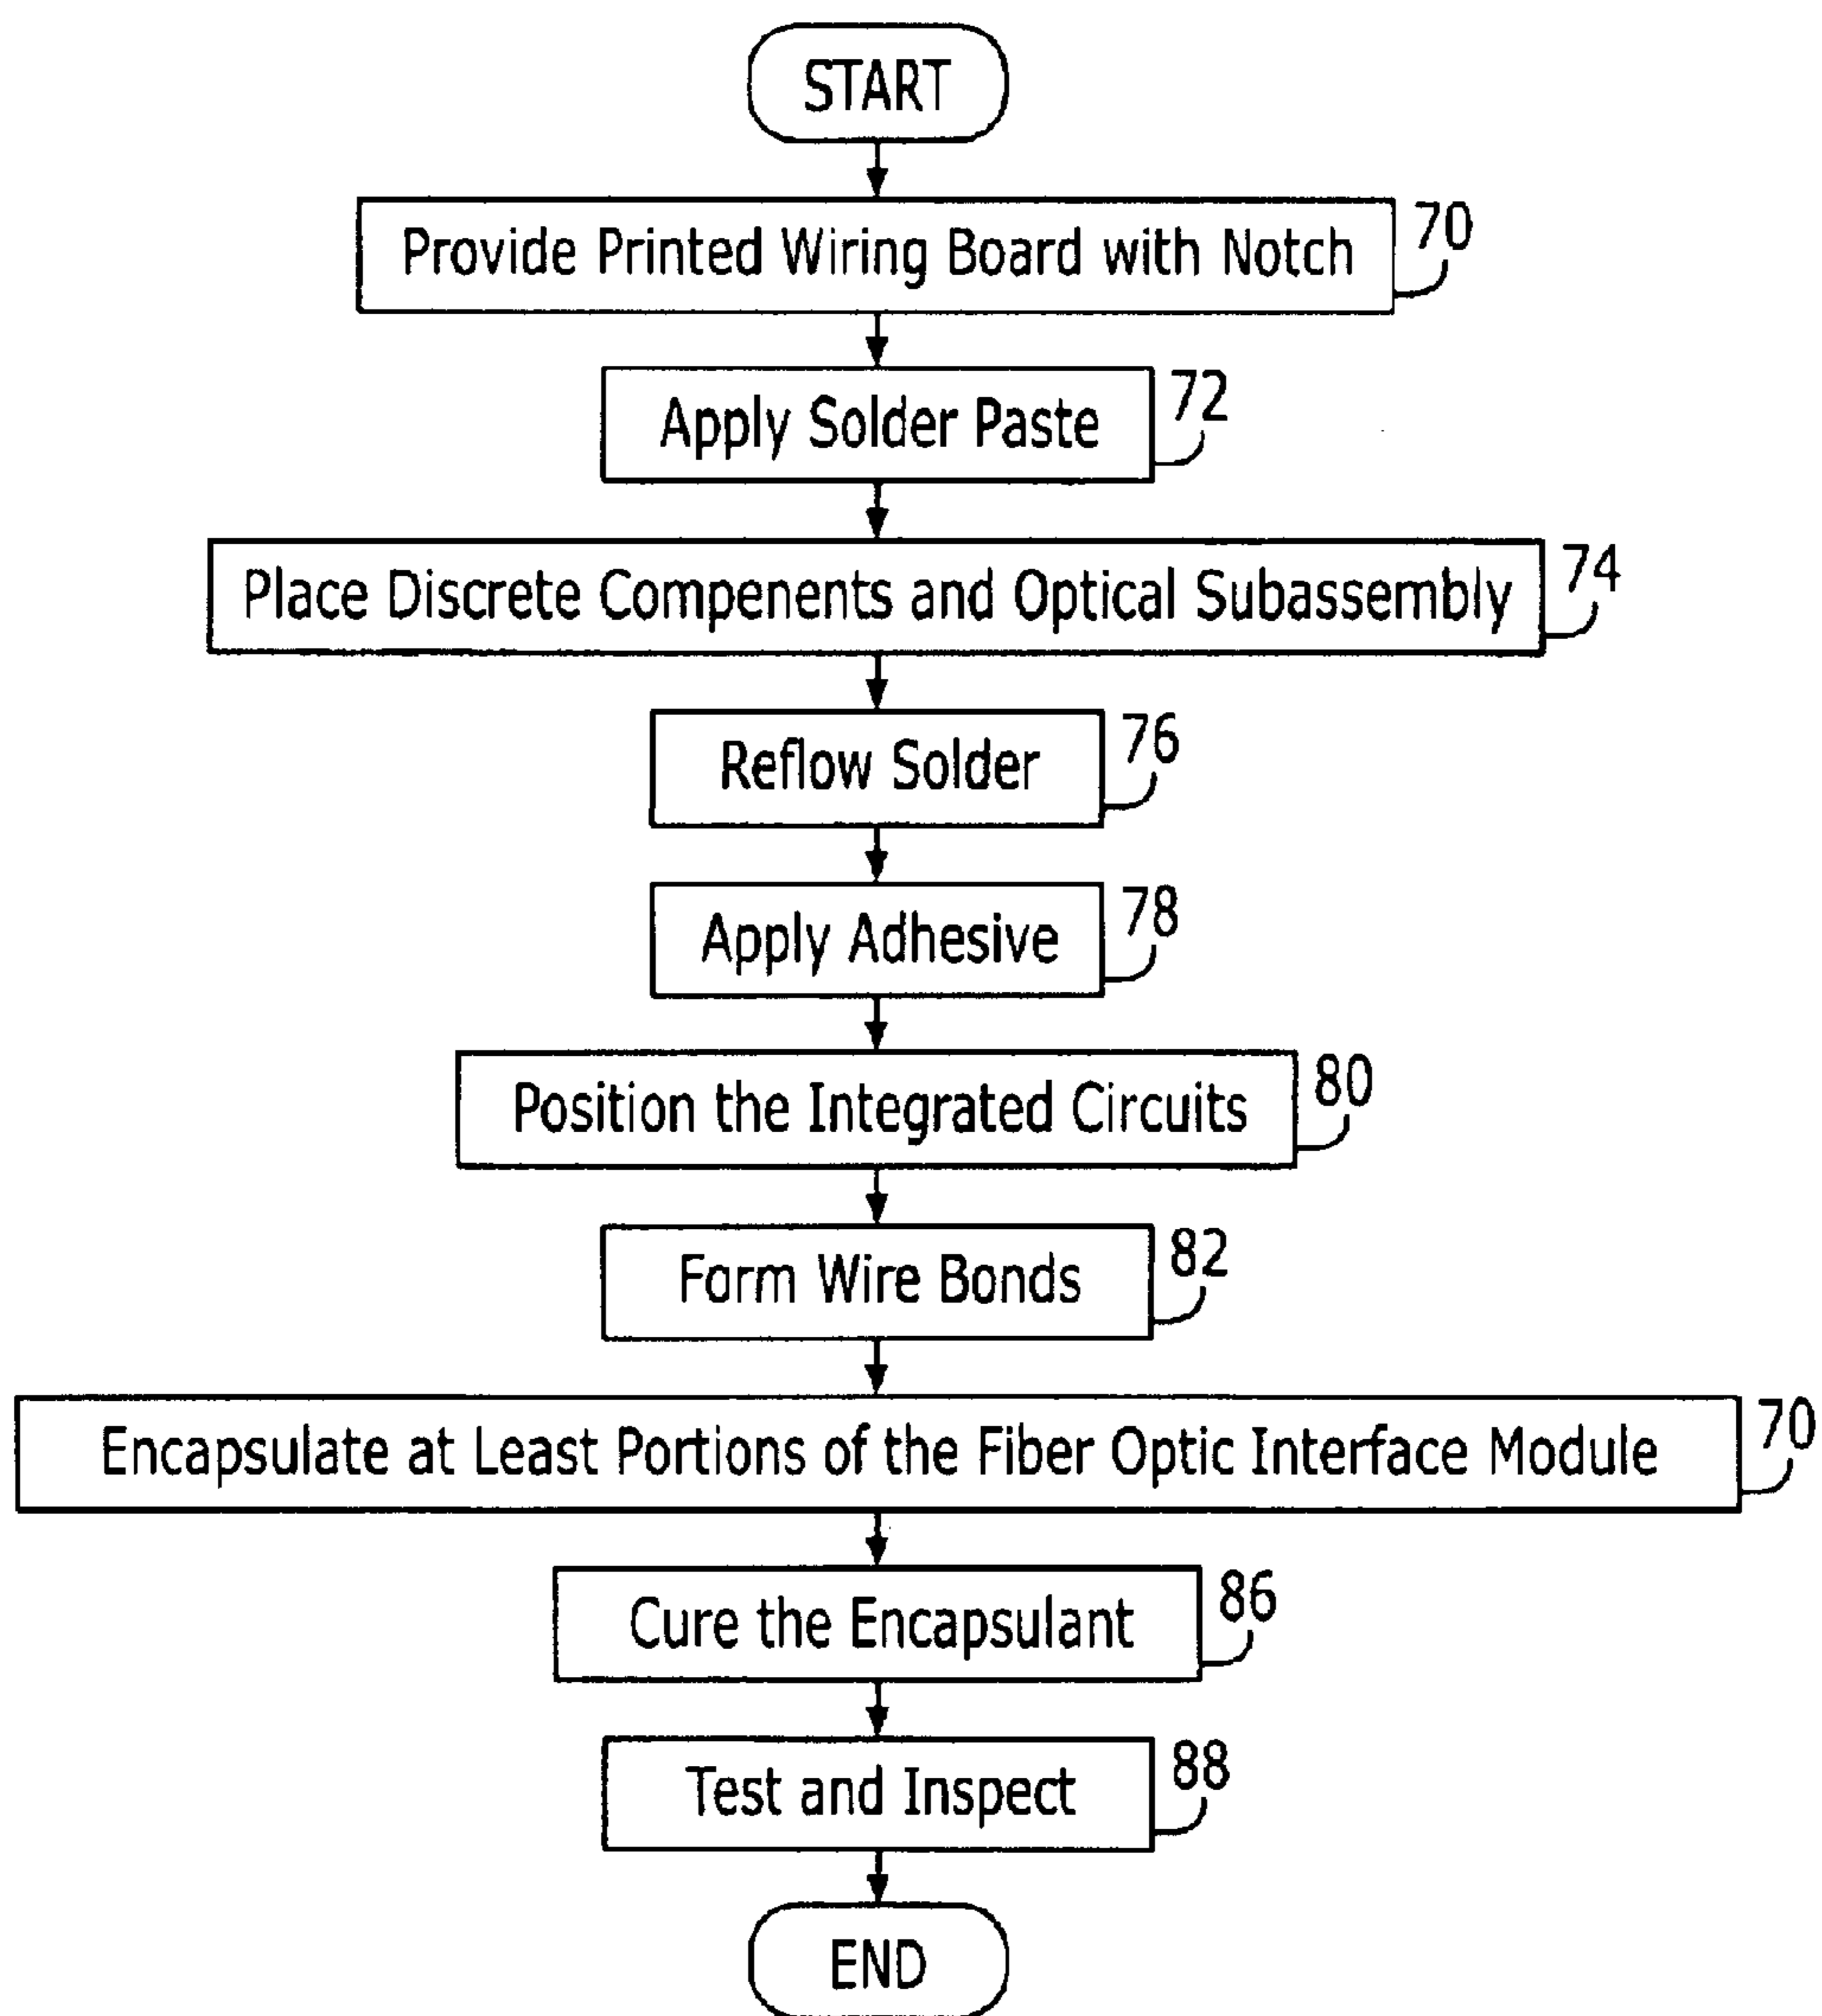 START
Provide Printed Wiring Board with Notch 70
Apply Solder Paste 72
Place Discrete Compenents and Optical Subassembly 74
Reflow Solder 76
Apply Adhesive 78
Position the Integrated Circuits 80
Form Wire Bonds 82
Encapsulate at Least Portions of the Fiber Optic Interface Module 70
Cure the Encapsulant 86
Test and Inspect 88
END